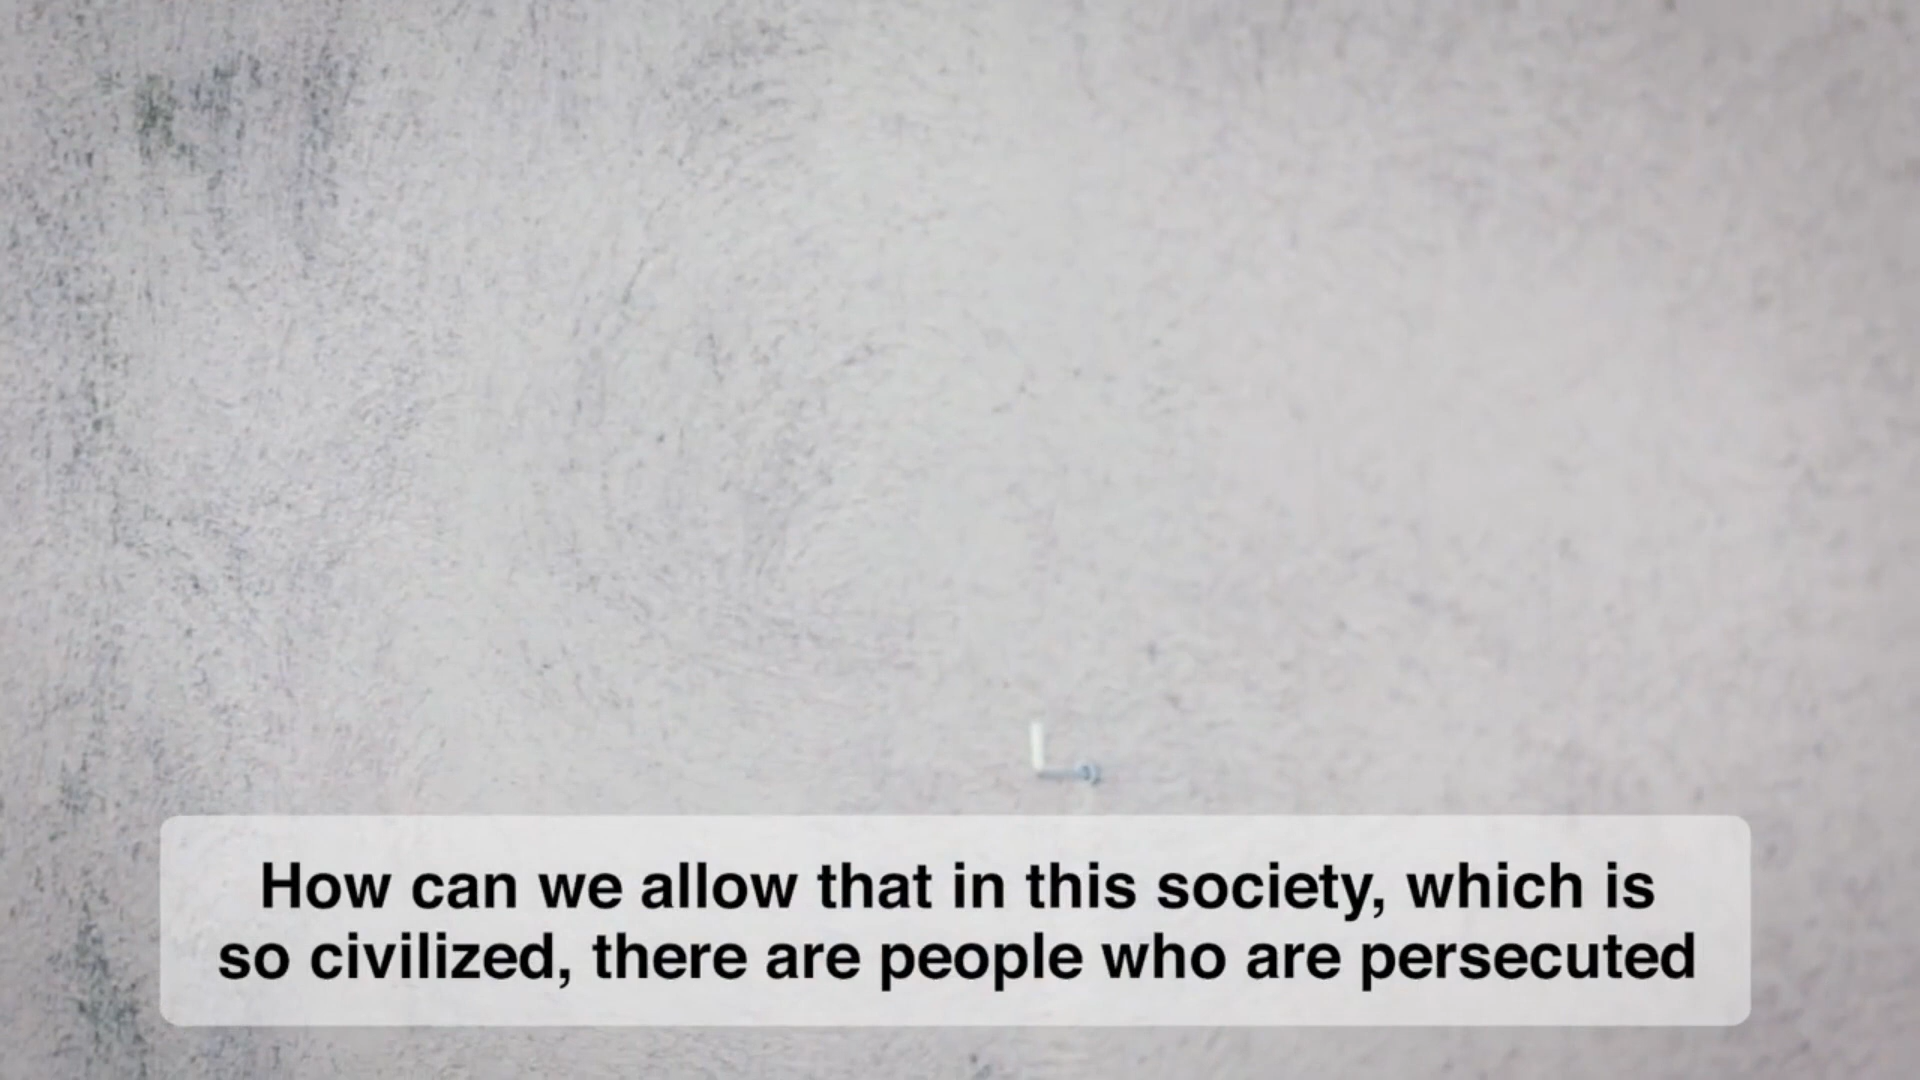 How can we allow that in this society, which is
so civilized, there are people who are persecuted